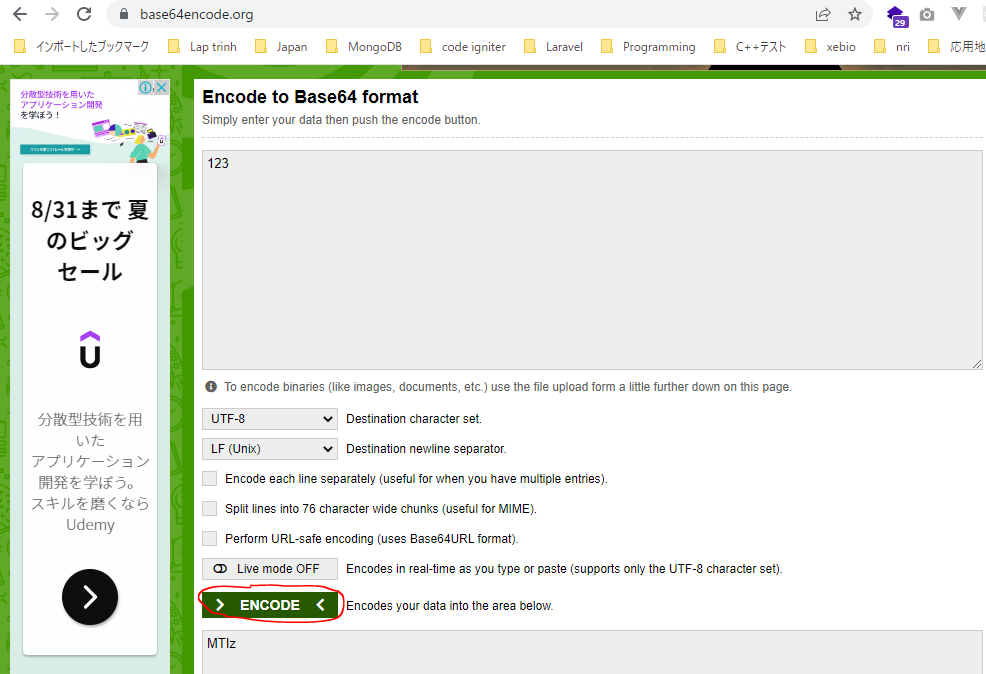 base64encode.org
29
インポートしたブックマーク
Lap trinh
Japan
MongoDB
code igniter
Laravel
Programming
C++テスト
xebio
nri
応用地
分散型技術を用いた
アプリケーション開発
を学ぼう！
8/31まで 夏
のビッグ
セール
分散型技術を用
いた
アプリケーション
開発を学ぼう。
スキルを磨くなら
Udemy
Encode to Base64 format
Simply enter your data then push the encode button.
123
To encode binaries (like images, documents, etc.) use the file upload form a little further down on this page.
UTF-8 Destination character set.
LF (Unix) Destination newline separator.
Encode each line separately (useful for when you have multiple entries).
Split lines into 76 character wide chunks (useful for MIME).
Perform URL-safe encoding (uses Base64URL format).
Live mode OFF Encodes in real-time as you type or paste (supports only the UTF-8 character set).
> ENCODE < Encodes your data into the area below.
MTIz